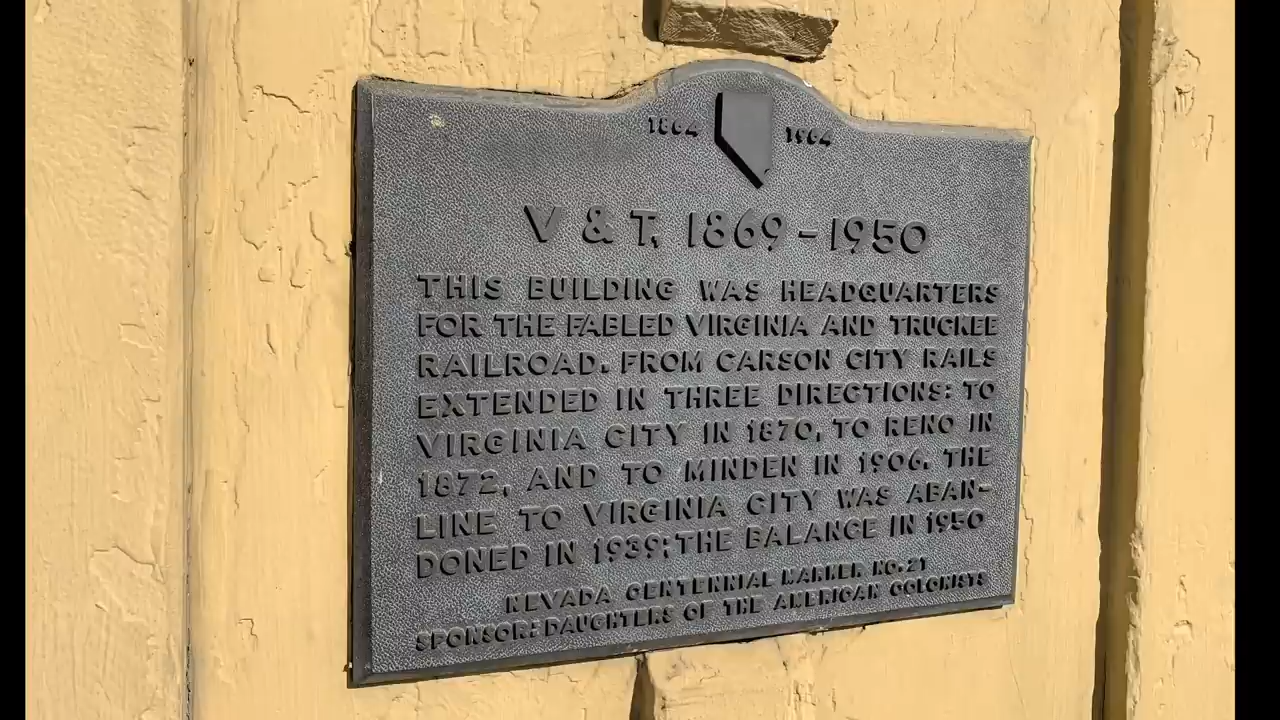 1864 1964
V & T, 1869 - 1950
THIS BUILDING WAS HEADQUARTERS
FOR THE FABLED VIRGINIA AND TRUCKEE
RAILROAD. FROM CARSON CITY RAILS
EXTENDED IN THREE DIRECTIONS: TO
VIRGINIA CITY IN 1870, TO RENO IN
1872, AND TO MINDEN IN 1906. THE
LINE TO VIRGINIA CITY WAS ABAN-
DONED IN 1939; THE BALANCE IN 1950
NEVADA CENTENNIAL MARKER NO. 21
SPONSOR: DAUGHTERS OF THE AMERICAN COLONISTS